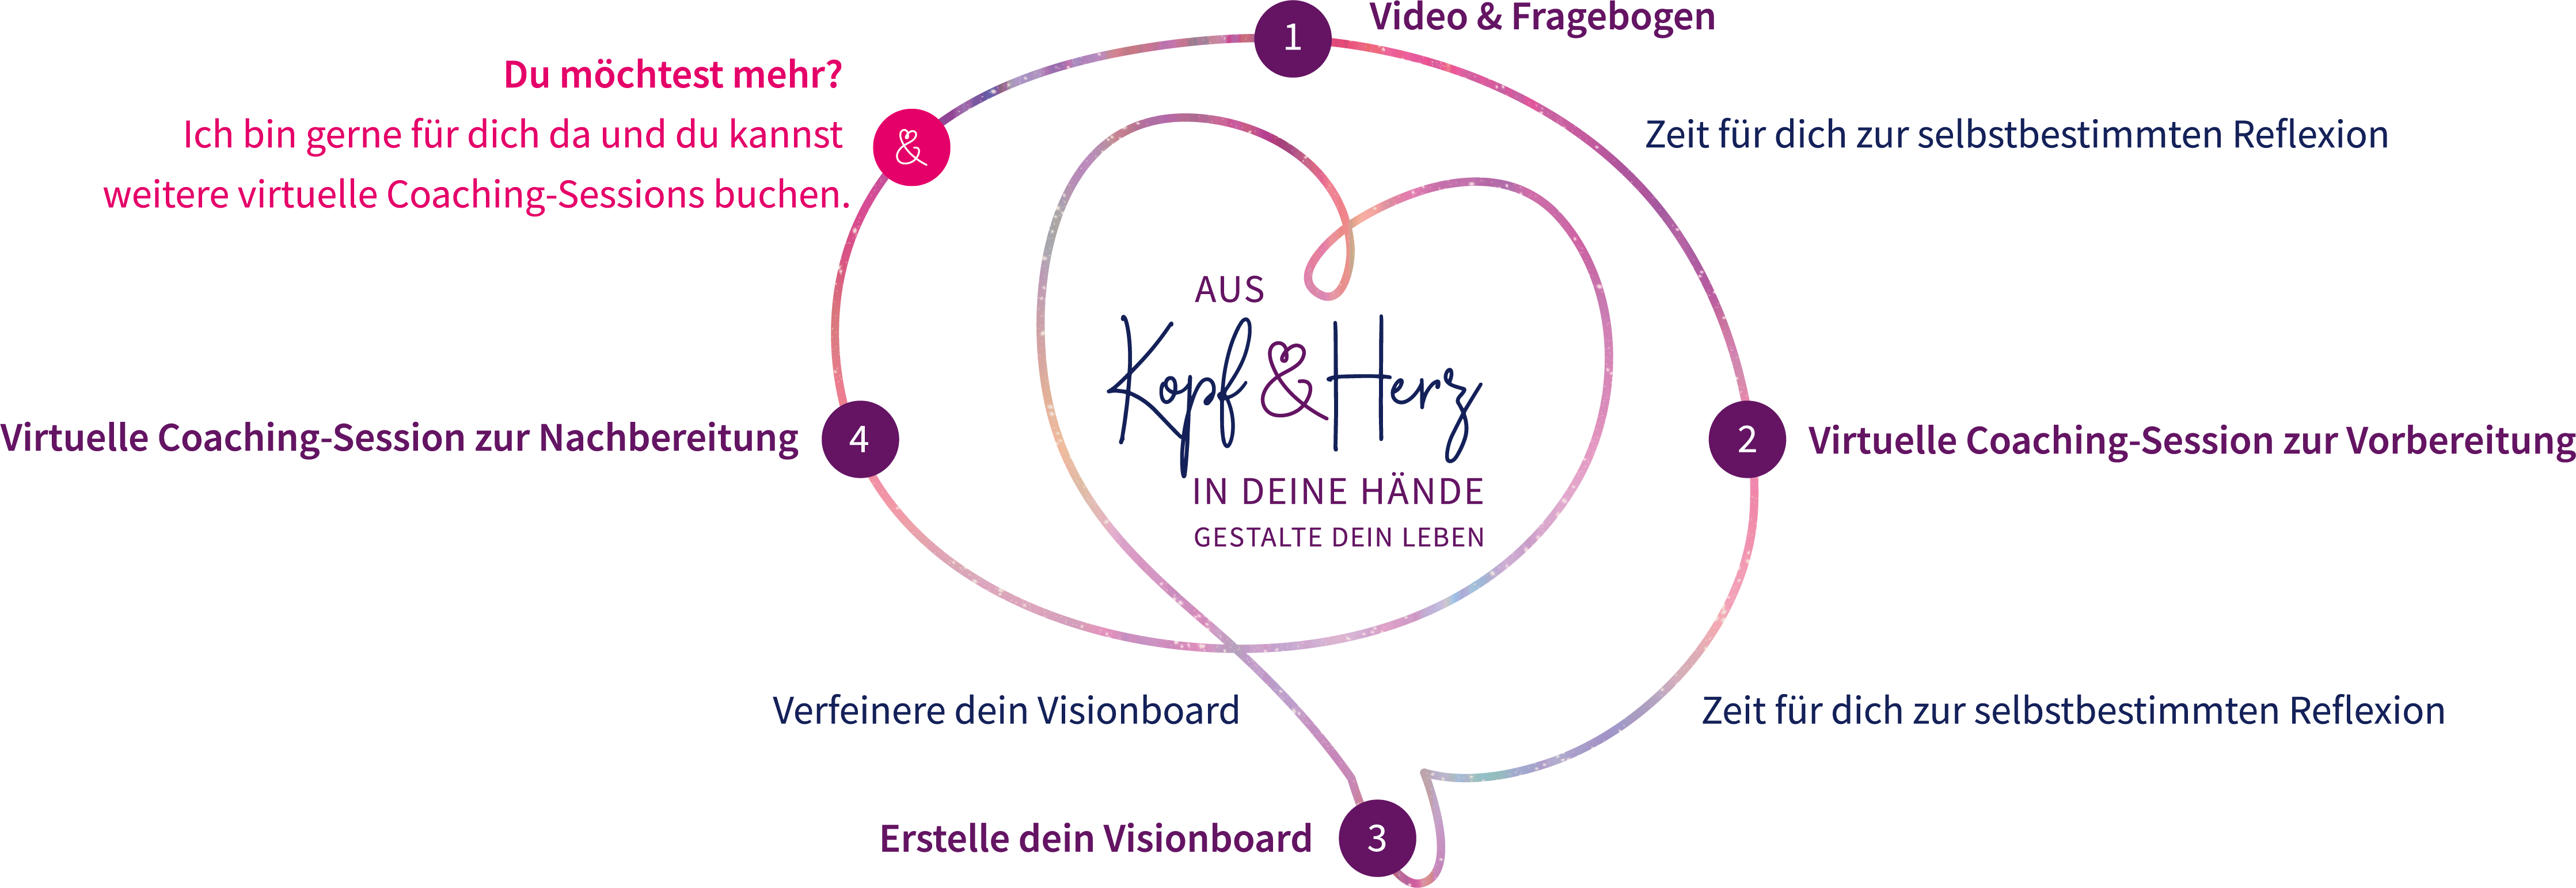 1
Video & Fragebogen
Zeit für dich zur selbstbestimmten Reflexion
2
Virtuelle Coaching-Session zur Vorbereitung
Zeit für dich zur selbstbestimmten Reflexion
3
Erstelle dein Visionboard
Verfeinere dein Visionboard
4
Virtuelle Coaching-Session zur Nachbereitung
&
Du möchtest mehr?
Ich bin gerne für dich da und du kannst
weitere virtuelle Coaching-Sessions buchen.
AUS
Kopf & Herz
IN DEINE HÄNDE
GESTALTE DEIN LEBEN